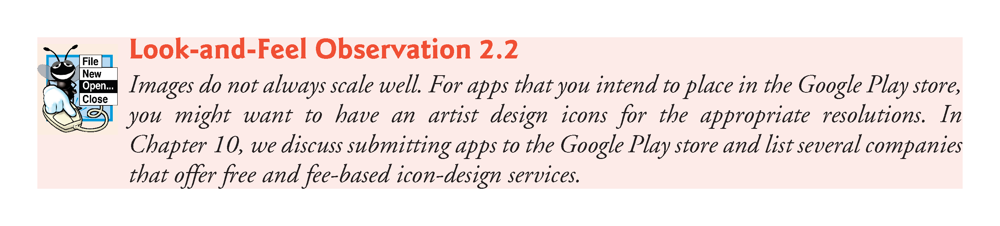 Look-and-Feel Observation 2.2
File
New
Open...
Close
Images do not always scale well. For apps that you intend to place in the Google Play store,
you might want to have an artist design icons for the appropriate resolutions. In
Chapter 10, we discuss submitting apps to the Google Play store and list several companies
that offer free and fee-based icon-design services.